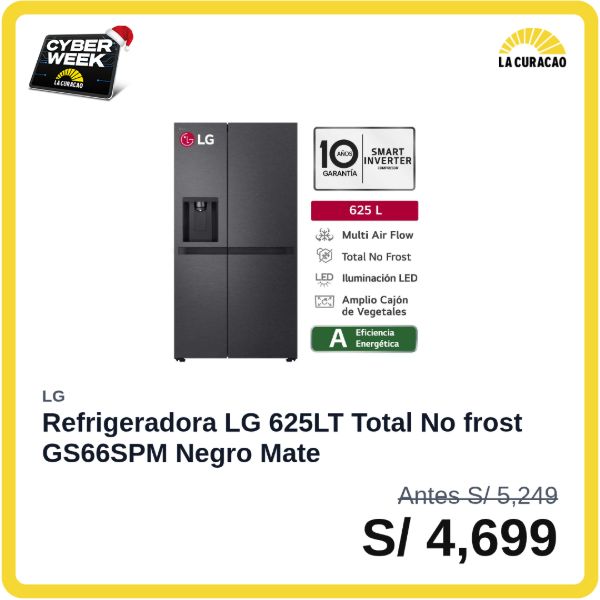 CYBER
WEEK
LA CURACAO
LA CURACAO
LG
10 AÑOS
GARANTÍA
SMART
INVERTER
COMPRESSOR
625 L
Multi Air Flow
Total No Frost
LED Iluminación LED
Amplio Cajón
de Vegetales
A Eficiencia
Energética
LG
Refrigeradora LG 625LT Total No frost
GS66SPM Negro Mate
Antes S/ 5,249
S/ 4,699